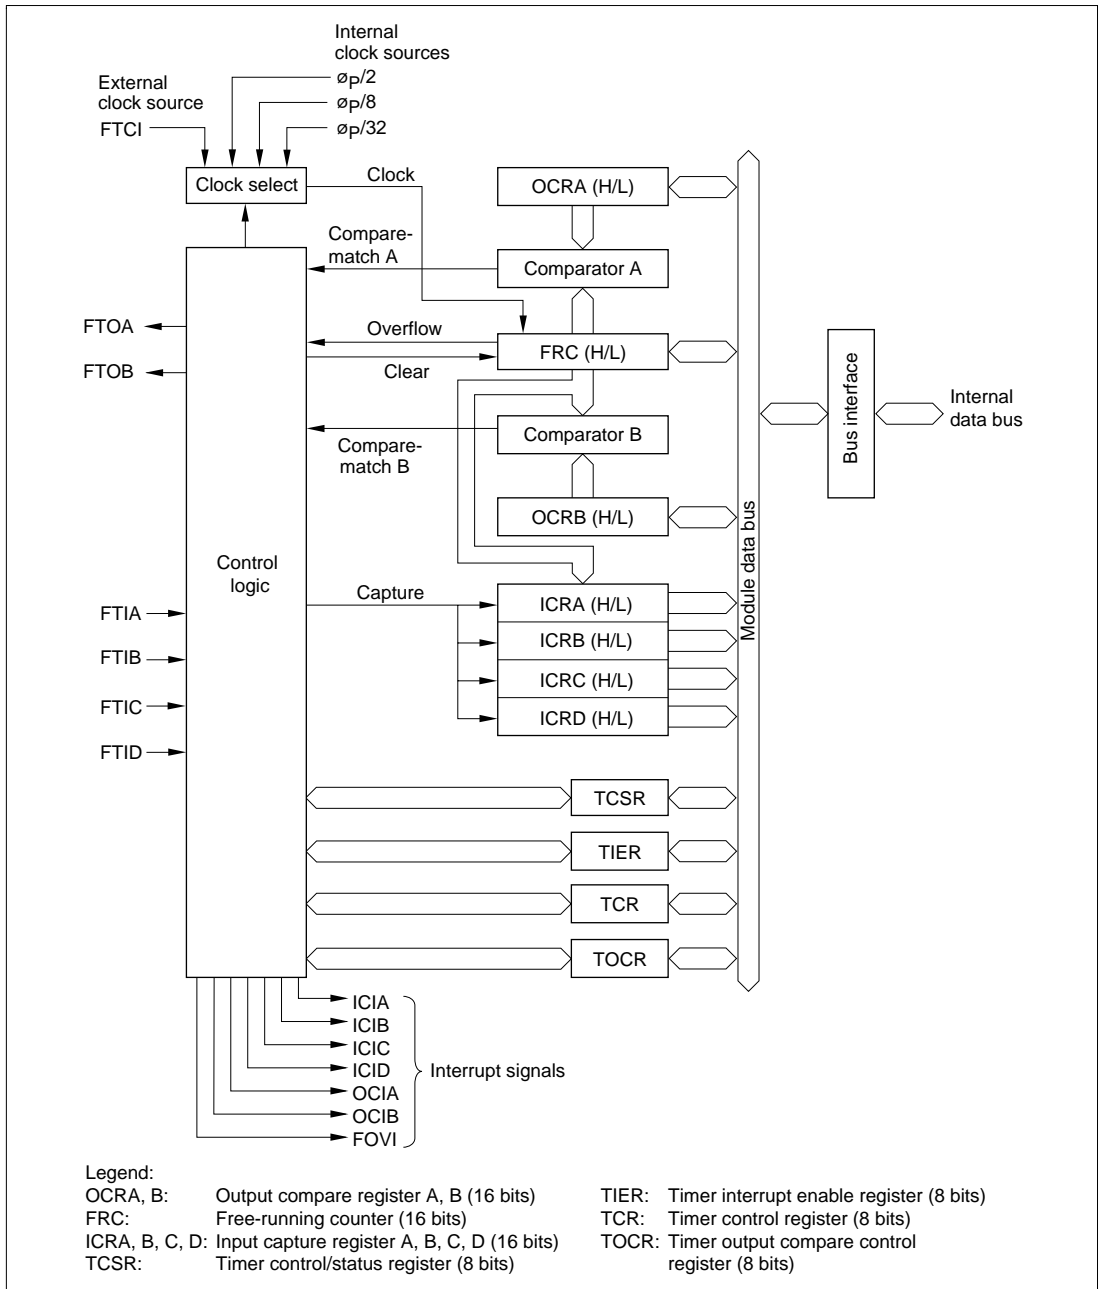 Internal
clock sources
External
clock source
øP/2
øP/8
FTCI
øP/32
Clock select
Clock
OCRA (H/L)
Compare-
match A
Comparator A
FTOA
Overflow
FRC (H/L)
FTOB
Clear
Bus interface
Internal
data bus
Compare-
match B
Comparator B
OCRB (H/L)
Module data bus
Control
logic
Capture
FTIA
ICRA (H/L)
FTIB
ICRB (H/L)
FTIC
ICRC (H/L)
FTID
ICRD (H/L)
TCSR
TIER
TCR
TOCR
ICIA
ICIB
ICIC
ICID
Interrupt signals
OCIA
OCIB
FOVI
Legend:
OCRA, B: Output compare register A, B (16 bits)
FRC: Free-running counter (16 bits)
ICRA, B, C, D: Input capture register A, B, C, D (16 bits)
TCSR: Timer control/status register (8 bits)
TIER: Timer interrupt enable register (8 bits)
TCR: Timer control register (8 bits)
TOCR: Timer output compare control
register (8 bits)